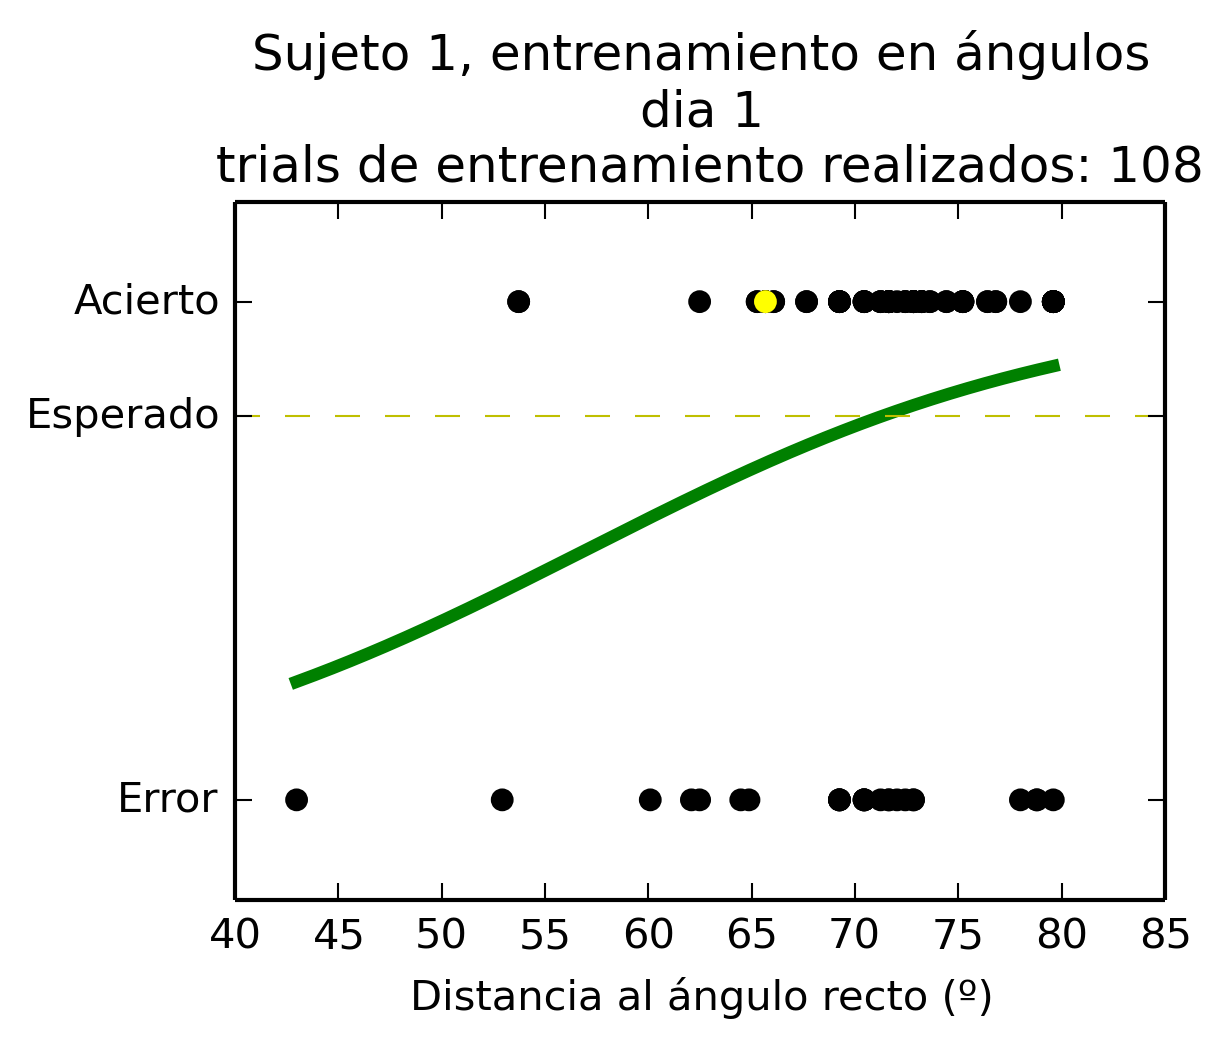 Sujeto 1, entrenamiento en ángulos
dia 1
trials de entrenamiento realizados: 108
Acierto
Esperado
Error
40 45 50 55 60 65 70 75 80 85
Distancia al ángulo recto (º)